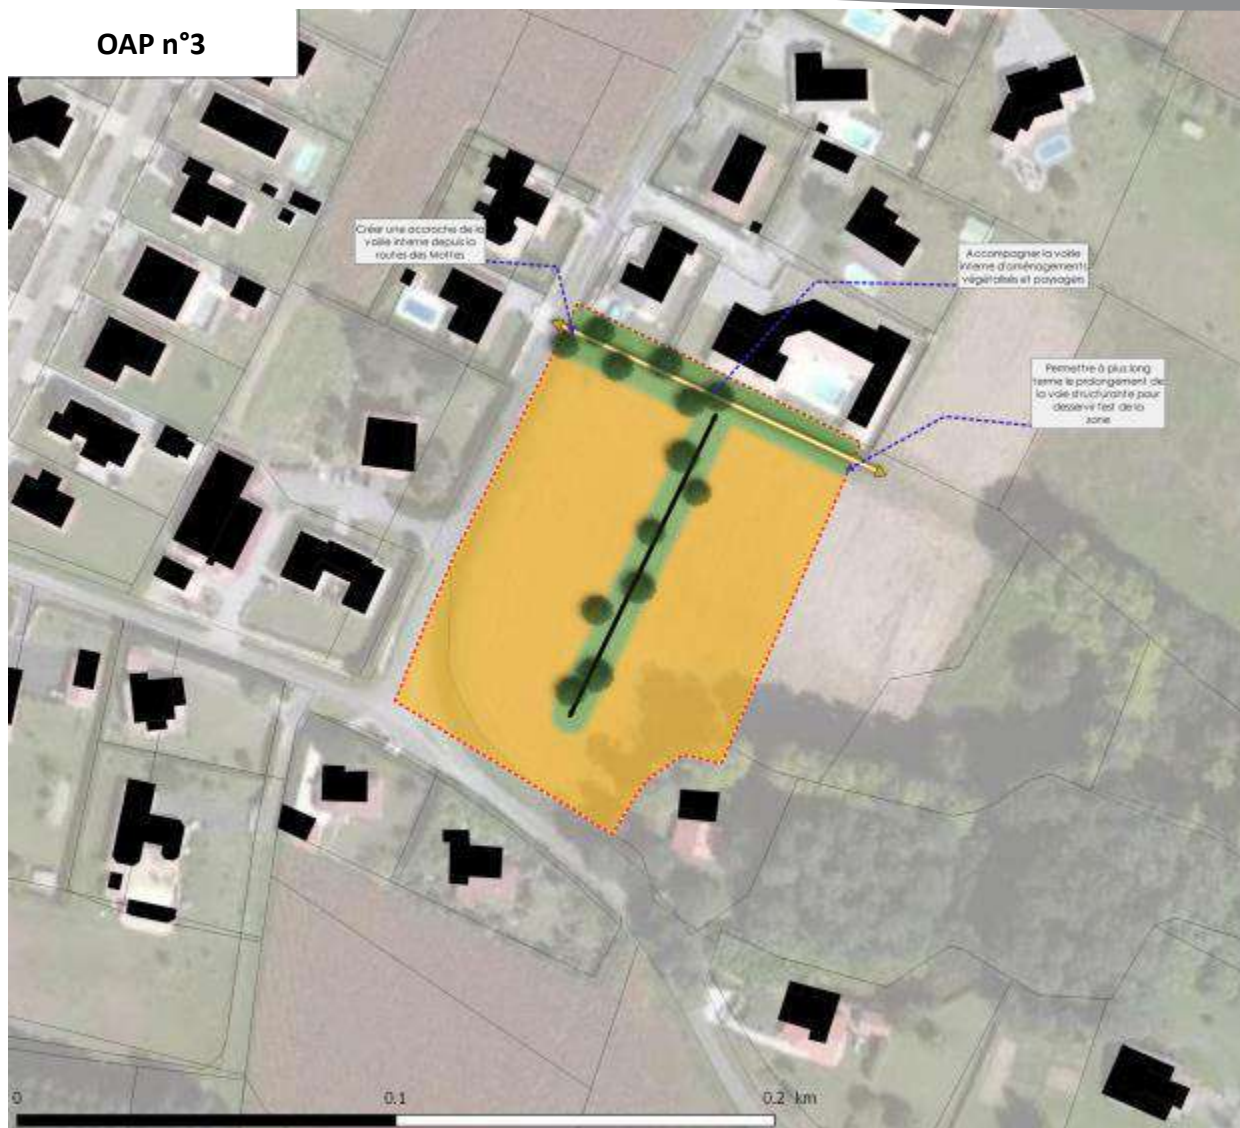 OAP n°3
Créer une accroche de la
voirie interne depuis la
routes des Mottes
Accompagner la voirie
interne d'aménagements
végétalisés et paysagers
Permettre à plus long
terme le prolongement de
la voie structurante pour
desservir l'est de la
zone
0
0.1
0.2 km